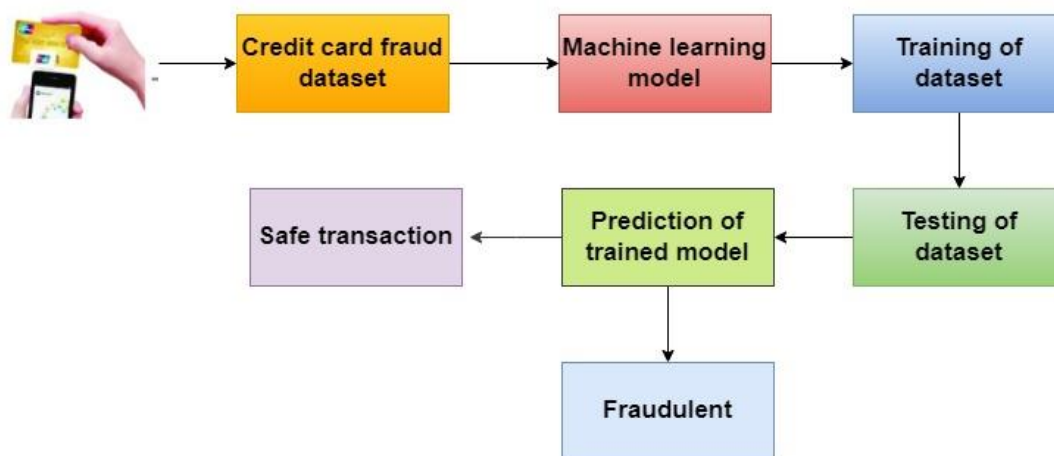 Credit card fraud
dataset
Machine learning
model
Training of
dataset
Testing of
dataset
Prediction of
trained model
Safe transaction
Fraudulent